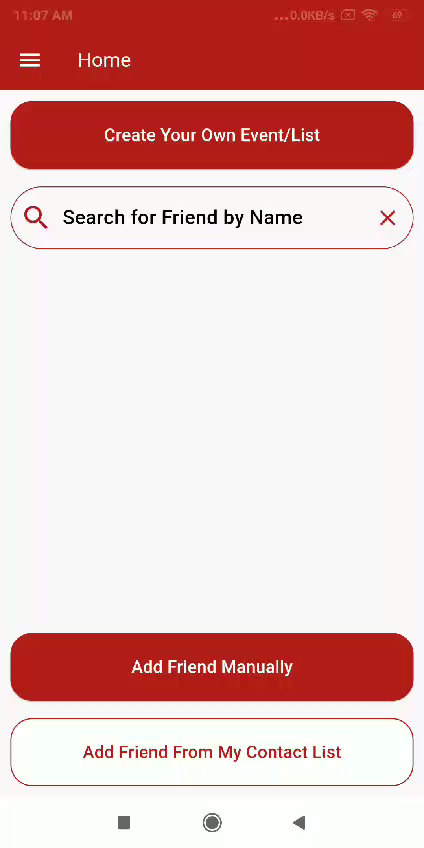 11:07 AM
...0.0KB/s
69
Home
Create Your Own Event/List
Search for Friend by Name
Add Friend Manually
Add Friend From My Contact List